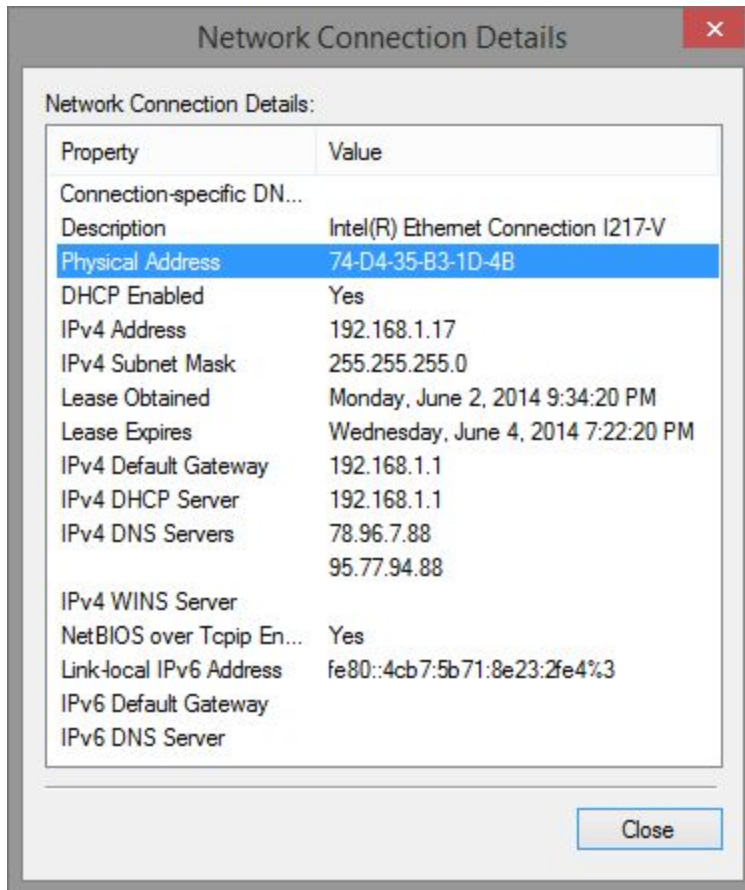 Network Connection Details
Network Connection Details:
Property Value
Connection-specific DN...
Description Intel(R) Ethernet Connection I217-V
Physical Address 74-D4-35-B3-1D-4B
DHCP Enabled Yes
IPv4 Address 192.168.1.17
IPv4 Subnet Mask 255.255.255.0
Lease Obtained Monday, June 2, 2014 9:34:20 PM
Lease Expires Wednesday, June 4, 2014 7:22:20 PM
IPv4 Default Gateway 192.168.1.1
IPv4 DHCP Server 192.168.1.1
IPv4 DNS Servers 78.96.7.88
95.77.94.88
IPv4 WINS Server
NetBIOS over Tcpip En... Yes
Link-local IPv6 Address fe80::4cb7:5b71:8e23:2fe4%3
IPv6 Default Gateway
IPv6 DNS Server
Close